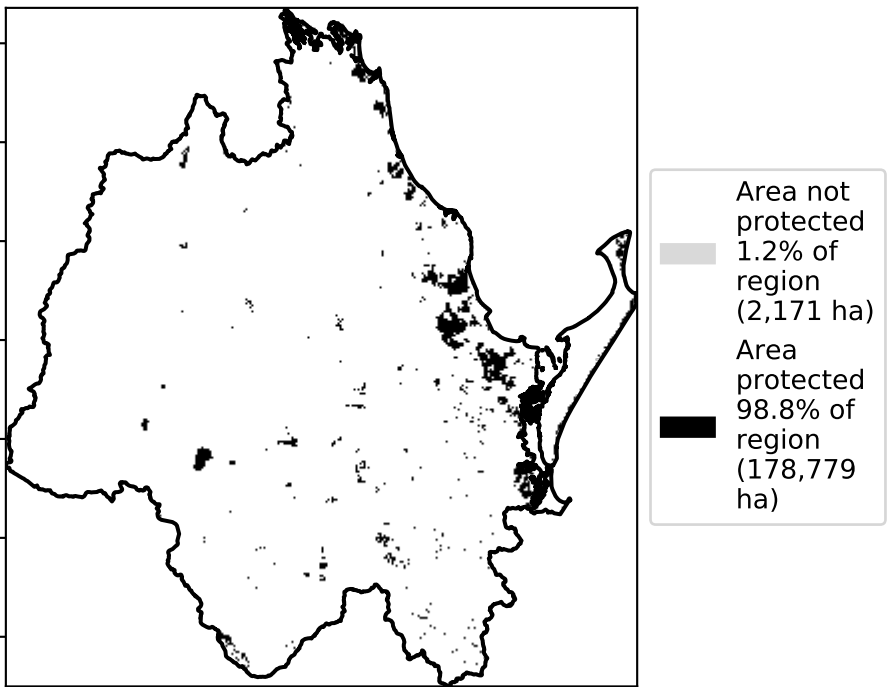 Area not
protected
1.2% of
region
(2,171 ha)
Area
protected
98.8% of
region
(178,779
ha)